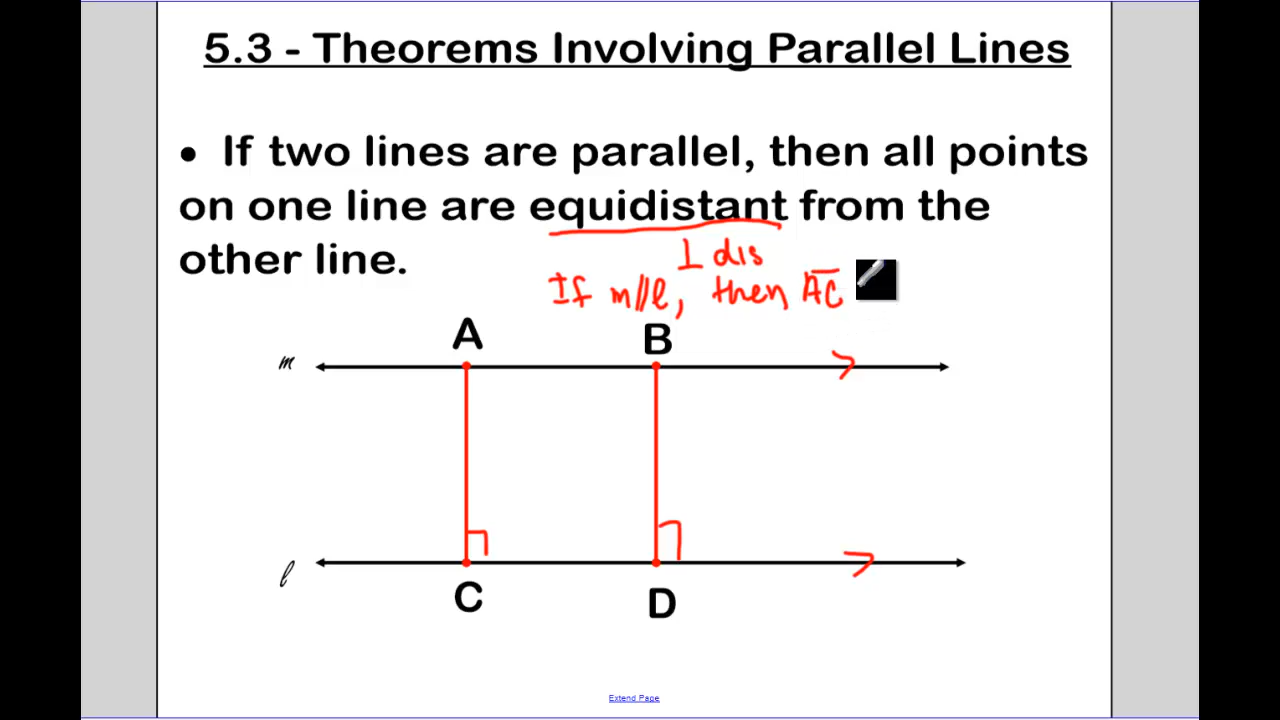 5.3 - Theorems Involving Parallel Lines
• If two lines are parallel, then all points
on one line are equidistant from the
other line.
⊥ dis
If m//l, then A̅C̅
A B
m
l
C D
Extend Page